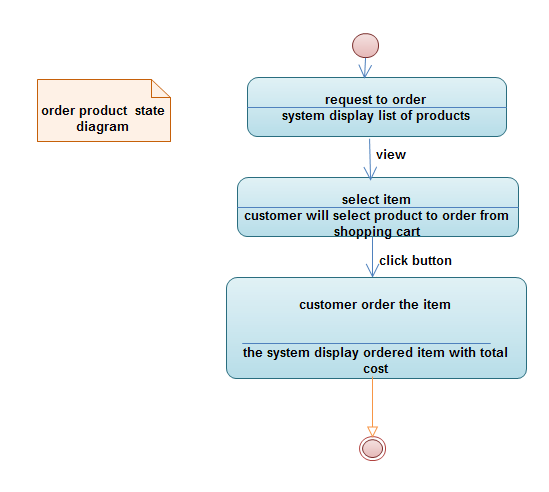 order product  state
diagram
request to order
system display list of products
view
select item
customer will select product to order from
shopping cart
click button
customer order the item
the system display ordered item with total
cost